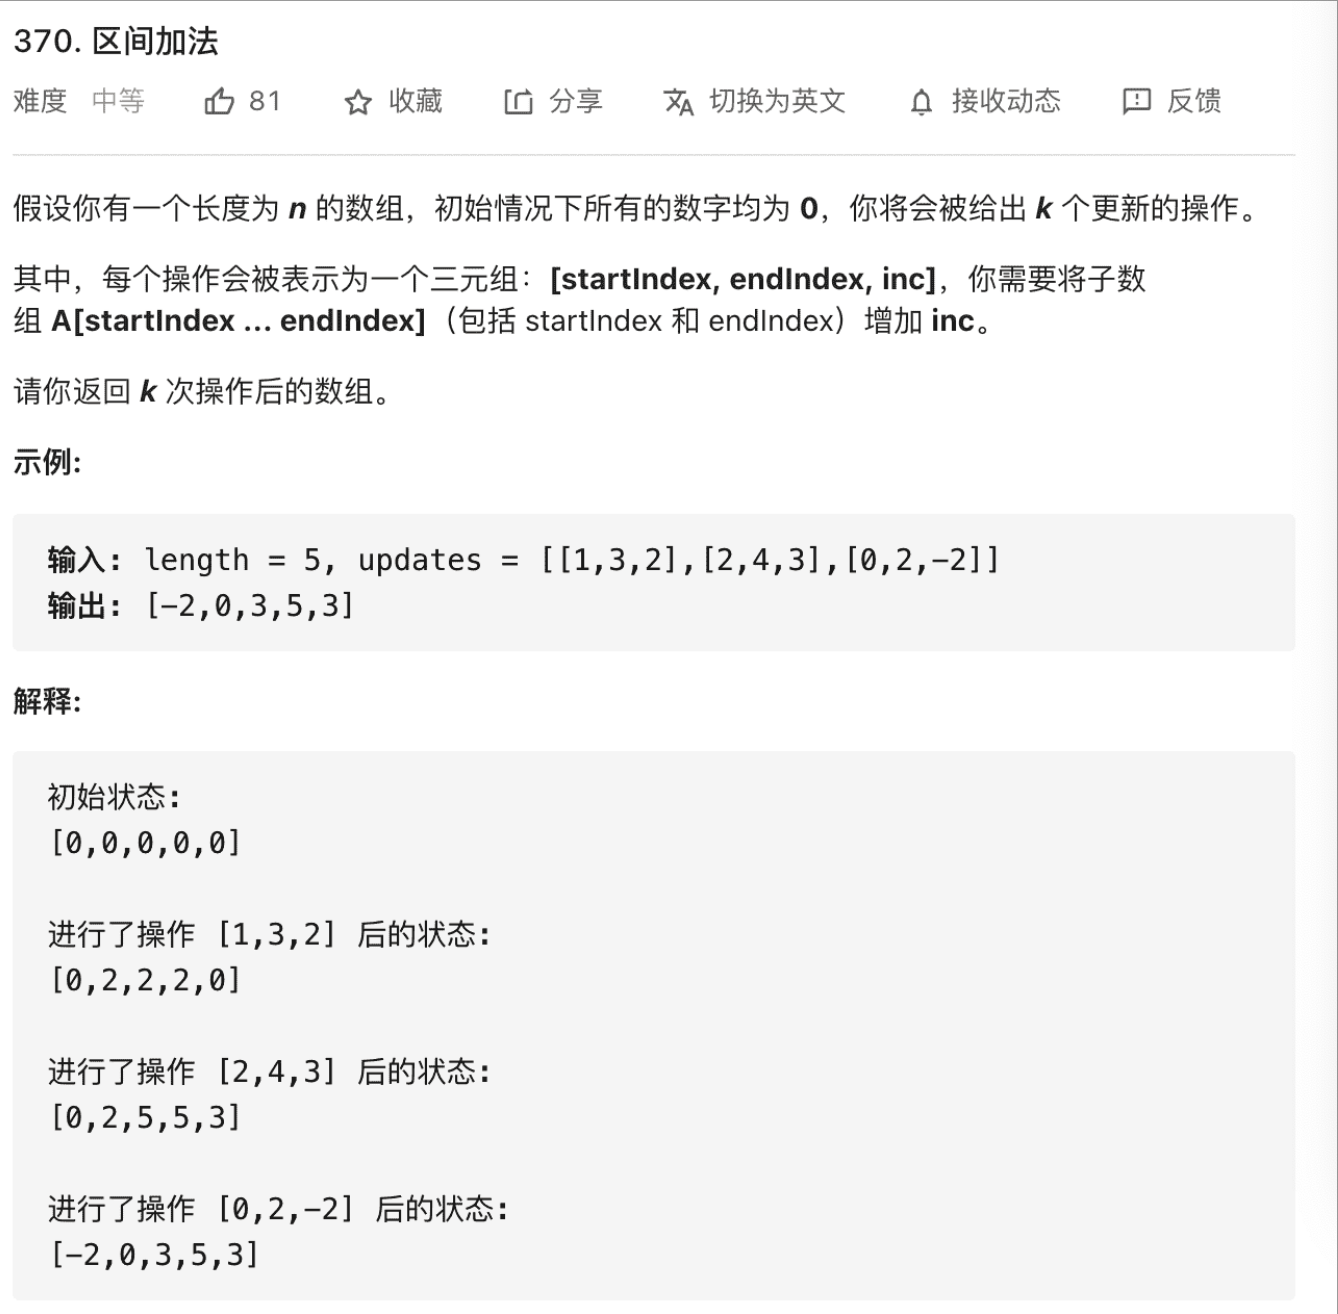 370. 区间加法
难度 中等 81 收藏 分享 切换为英文 接收动态 反馈
假设你有一个长度为 n 的数组，初始情况下所有的数字均为 0，你将会被给出 k 个更新的操作。
其中，每个操作会被表示为一个三元组：[startIndex, endIndex, inc]，你需要将子数
组 A[startIndex ... endIndex]（包括 startIndex 和 endIndex）增加 inc。
请你返回 k 次操作后的数组。
示例:
输入: length = 5, updates = [[1,3,2],[2,4,3],[0,2,-2]]
输出: [-2,0,3,5,3]
解释:
初始状态:
[0,0,0,0,0]
进行了操作 [1,3,2] 后的状态:
[0,2,2,2,0]
进行了操作 [2,4,3] 后的状态:
[0,2,5,5,3]
进行了操作 [0,2,-2] 后的状态:
[-2,0,3,5,3]